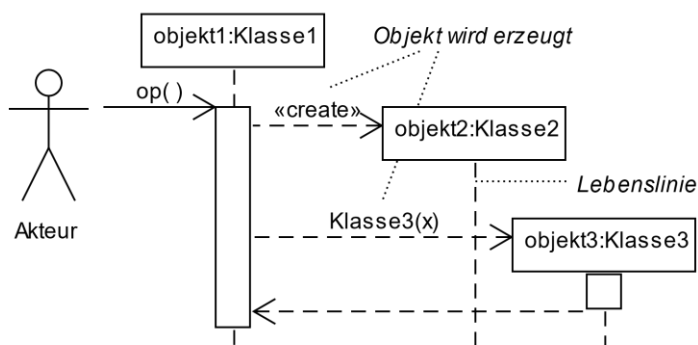 objekt1:Klasse1
Objekt wird erzeugt
op( )
«create»
objekt2:Klasse2
Lebenslinie
Akteur
Klasse3(x)
objekt3:Klasse3